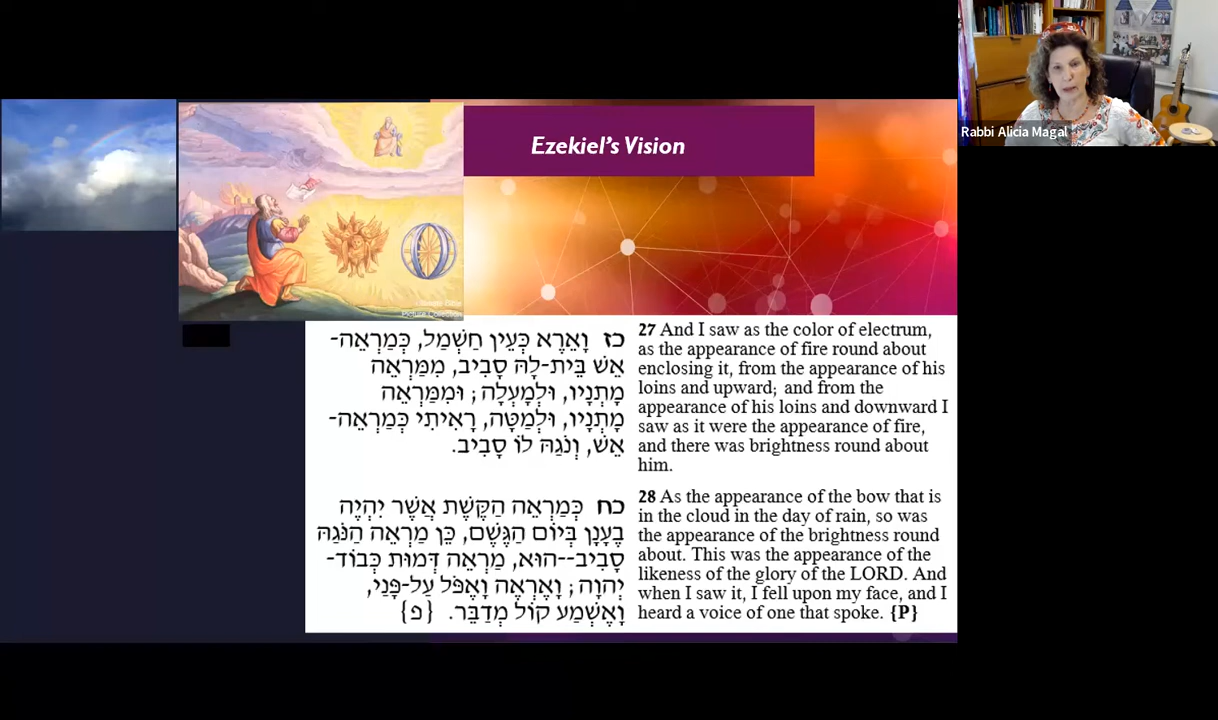 Rabbi Alicia Magal
Ezekiel's Vision
כז וָאֵרֶא כְּעֵין חַשְׁמַל, כְּמַרְאֵה-
אֵשׁ בֵּית-לָהּ סָבִיב, מִמַּרְאֵה
מָתְנָיו, וּלְמָעְלָה; וּמִמַּרְאֵה
מָתְנָיו, וּלְמַטָּה, רָאִיתִי כְּמַרְאֵה-
אֵשׁ, וְנֹגַהּ לוֹ סָבִיב.
כח כְּמַרְאֵה הַקֶּשֶׁת אֲשֶׁר יִהְיֶה
בֶעָנָן בְּיוֹם הַגֶּשֶׁם, כֵּן מַרְאֵה הַנֹּגַהּ
סָבִיב--הוּא, מַרְאֵה דְּמוּת כְּבוֹד-
יְהוָה; וָאֶרְאֶה וָאֶפֹּל עַל-פָּנַי,
וָאֶשְׁמַע קוֹל מְדַבֵּר. {פ}
27 And I saw as the color of electrum,
as the appearance of fire round about
enclosing it, from the appearance of his
loins and upward; and from the
appearance of his loins and downward I
saw as it were the appearance of fire,
and there was brightness round about
him.
28 As the appearance of the bow that is
in the cloud in the day of rain, so was
the appearance of the brightness round
about. This was the appearance of the
likeness of the glory of the LORD. And
when I saw it, I fell upon my face, and I
heard a voice of one that spoke. {P}